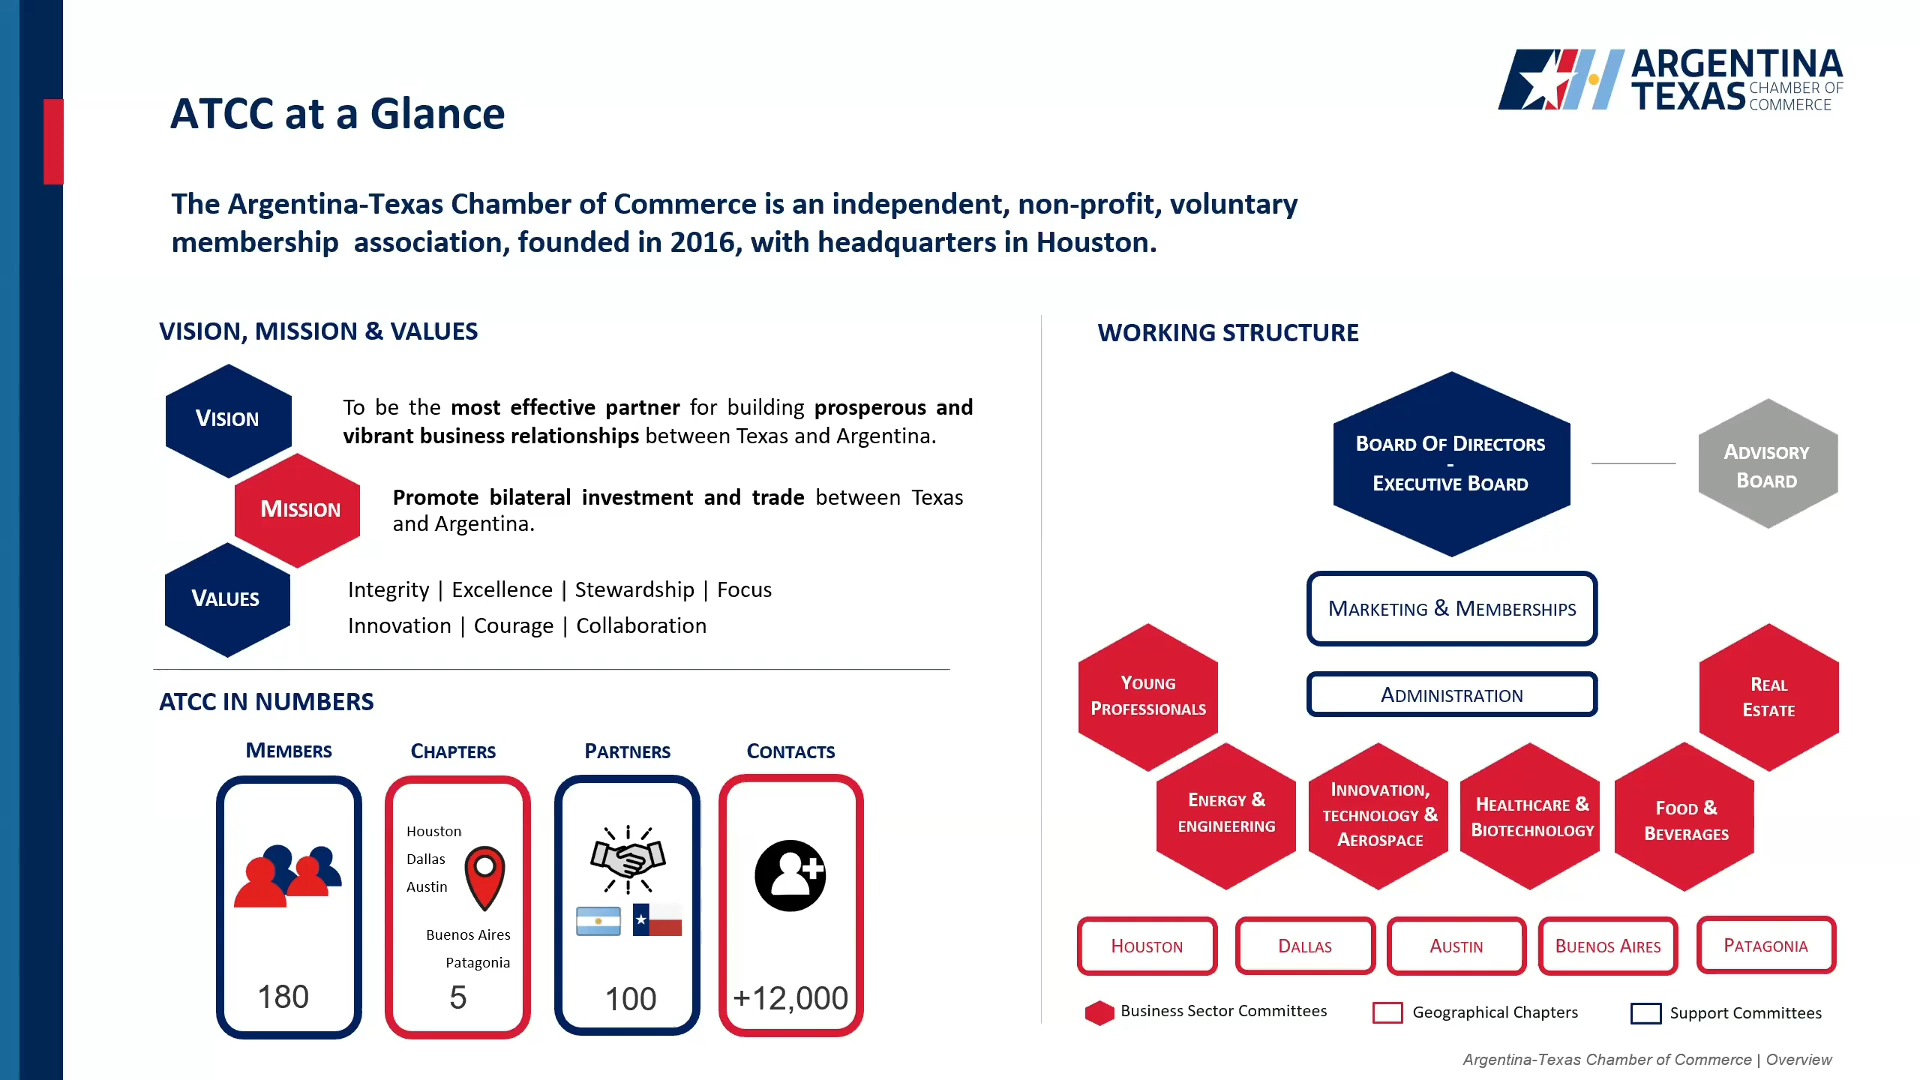 ARGENTINA
TEXAS CHAMBER OF
COMMERCE
ATCC at a Glance
The Argentina-Texas Chamber of Commerce is an independent, non-profit, voluntary
membership association, founded in 2016, with headquarters in Houston.
VISION, MISSION & VALUES
VISION
To be the most effective partner for building prosperous and
vibrant business relationships between Texas and Argentina.
MISSION
Promote bilateral investment and trade between Texas
and Argentina.
VALUES
Integrity | Excellence | Stewardship | Focus
Innovation | Courage | Collaboration
ATCC IN NUMBERS
MEMBERS
180
CHAPTERS
Houston
Dallas
Austin
Buenos Aires
Patagonia
5
PARTNERS
100
CONTACTS
+12,000
WORKING STRUCTURE
BOARD OF DIRECTORS
-
EXECUTIVE BOARD
ADVISORY
BOARD
MARKETING & MEMBERSHIPS
ADMINISTRATION
YOUNG
PROFESSIONALS
ENERGY &
ENGINEERING
INNOVATION,
TECHNOLOGY &
AEROSPACE
HEALTHCARE &
BIOTECHNOLOGY
FOOD &
BEVERAGES
REAL
ESTATE
HOUSTON
DALLAS
AUSTIN
BUENOS AIRES
PATAGONIA
Business Sector Committees
Geographical Chapters
Support Committees
Argentina-Texas Chamber of Commerce | Overview